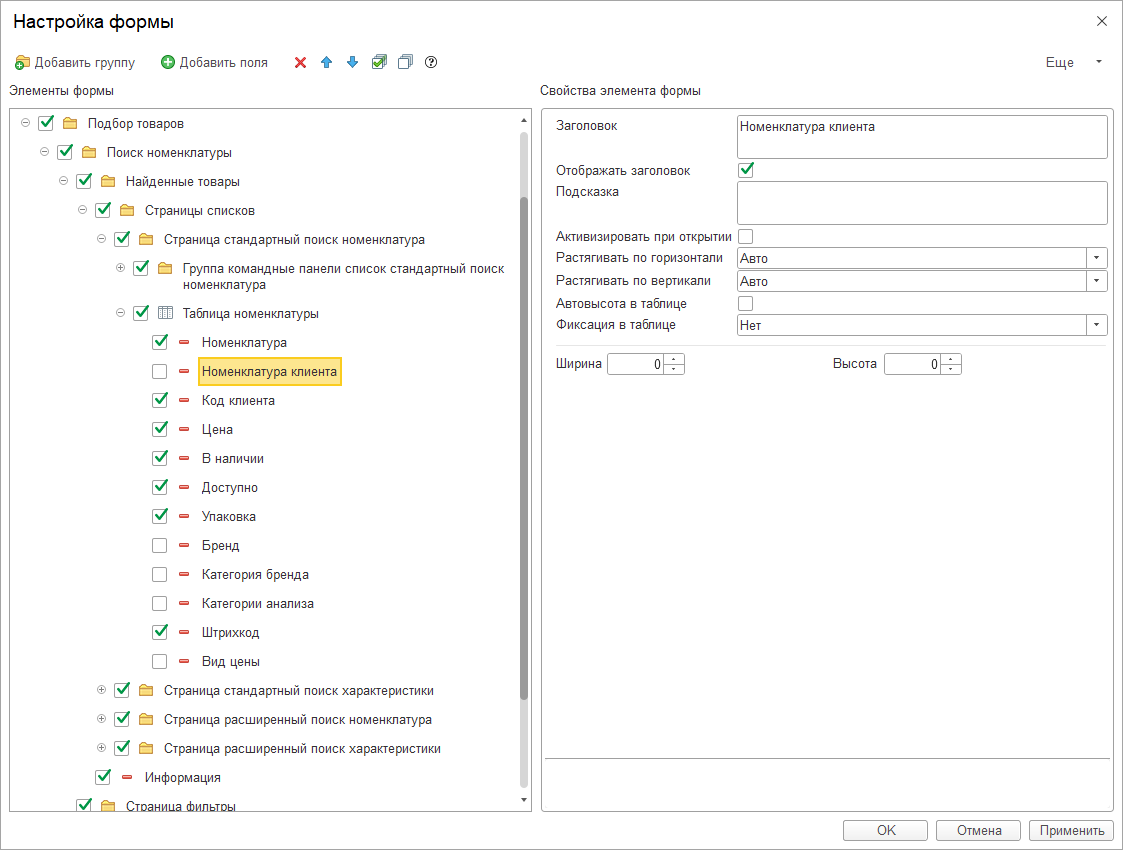 Настройка формы
Добавить группу
Добавить поля
Еще
Элементы формы
Подбор товаров
Поиск номенклатуры
Найденные товары
Страницы списков
Страница стандартный поиск номенклатура
Группа командные панели список стандартный поиск
номенклатура
Таблица номенклатуры
Номенклатура
Номенклатура клиента
Код клиента
Цена
В наличии
Доступно
Упаковка
Бренд
Категория бренда
Категории анализа
Штрихкод
Вид цены
Страница стандартный поиск характеристики
Страница расширенный поиск номенклатура
Страница расширенный поиск характеристики
Информация
Страница фильтры
Свойства элемента формы
Заголовок
Номенклатура клиента
Отображать заголовок
Подсказка
Активизировать при открытии
Растягивать по горизонтали
Авто
Растягивать по вертикали
Авто
Автовысота в таблице
Фиксация в таблице
Нет
Ширина
0
Высота
0
OK
Отмена
Применить